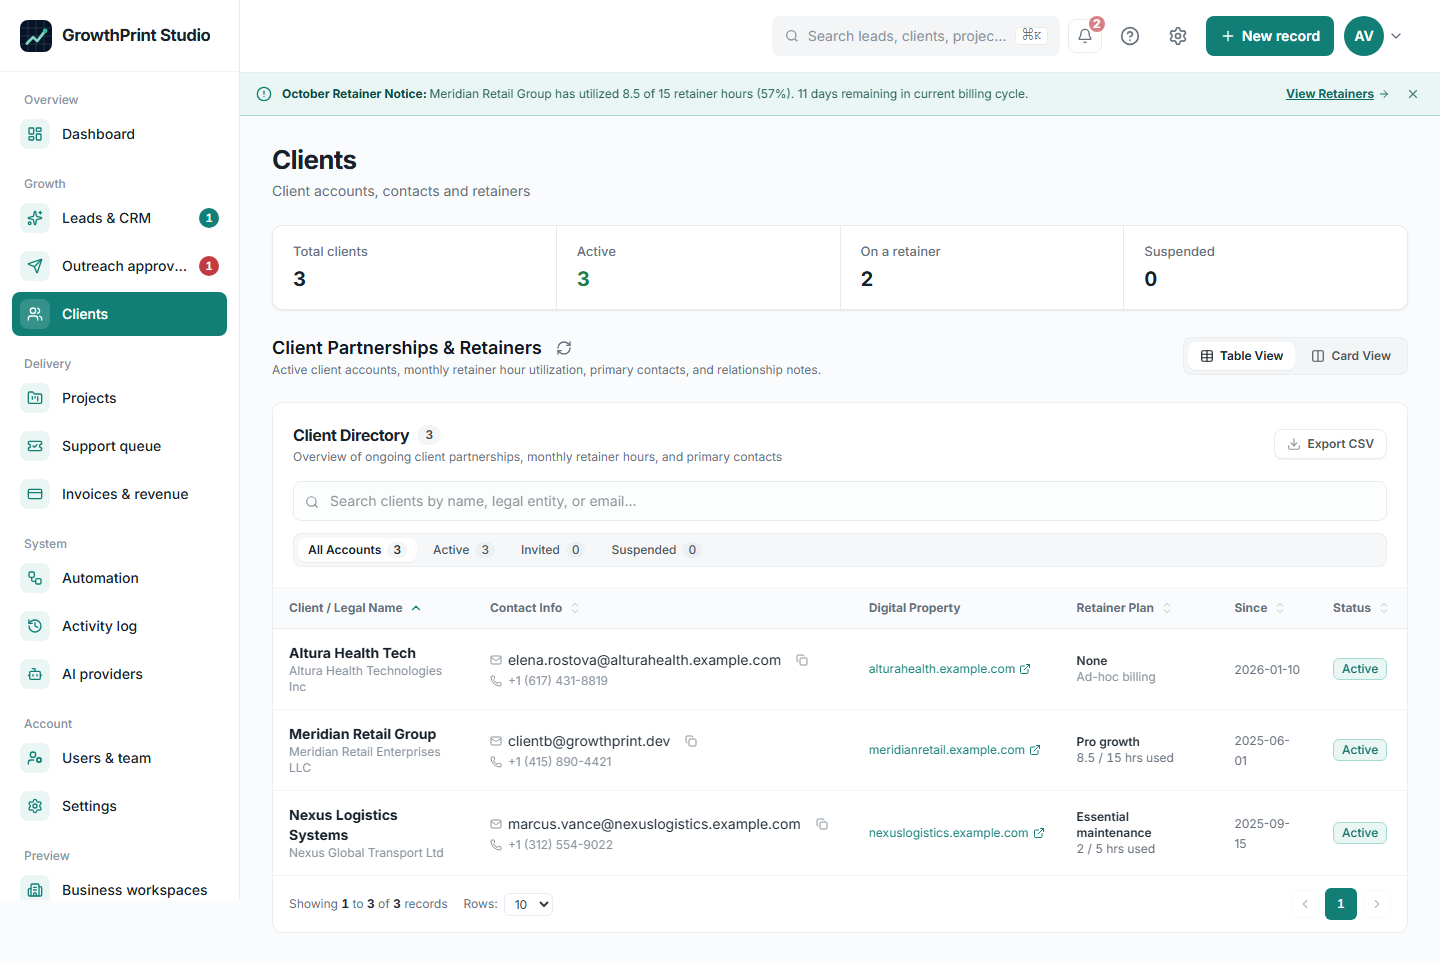 GrowthPrint Studio
Search leads, clients, projec... ⌘K
2
New record
AV
October Retainer Notice: Meridian Retail Group has utilized 8.5 of 15 retainer hours (57%). 11 days remaining in current billing cycle.
View Retainers
Overview
Dashboard
Growth
Leads & CRM 1
Outreach approv... 1
Clients
Delivery
Projects
Support queue
Invoices & revenue
System
Automation
Activity log
AI providers
Account
Users & team
Settings
Preview
Business workspaces
Clients
Client accounts, contacts and retainers
Total clients
3
Active
3
On a retainer
2
Suspended
0
Client Partnerships & Retainers
Active client accounts, monthly retainer hour utilization, primary contacts, and relationship notes.
Table View
Card View
Client Directory 3
Overview of ongoing client partnerships, monthly retainer hours, and primary contacts
Export CSV
Search clients by name, legal entity, or email...
All Accounts 3 Active 3 Invited 0 Suspended 0
Client / Legal Name Contact Info Digital Property Retainer Plan Since Status
Altura Health Tech
Altura Health Technologies
Inc
elena.rostova@alturahealth.example.com
+1 (617) 431-8819
alturahealth.example.com
None
Ad-hoc billing
2026-01-10
Active
Meridian Retail Group
Meridian Retail Enterprises
LLC
clientb@growthprint.dev
+1 (415) 890-4421
meridianretail.example.com
Pro growth
8.5 / 15 hrs used
2025-06-
01
Active
Nexus Logistics
Systems
Nexus Global Transport Ltd
marcus.vance@nexuslogistics.example.com
+1 (312) 554-9022
nexuslogistics.example.com
Essential
maintenance
2 / 5 hrs used
2025-09-
15
Active
Showing 1 to 3 of 3 records Rows: 10
1